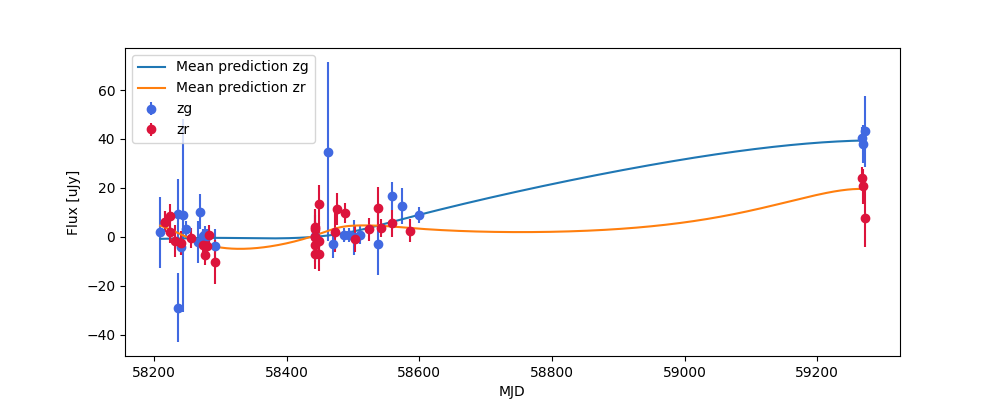 Mean prediction zg
Mean prediction zr
zg
zr
60
40
20
0
−20
−40
Flux [uJy]
58200
58400
58600
58800
59000
59200
MJD